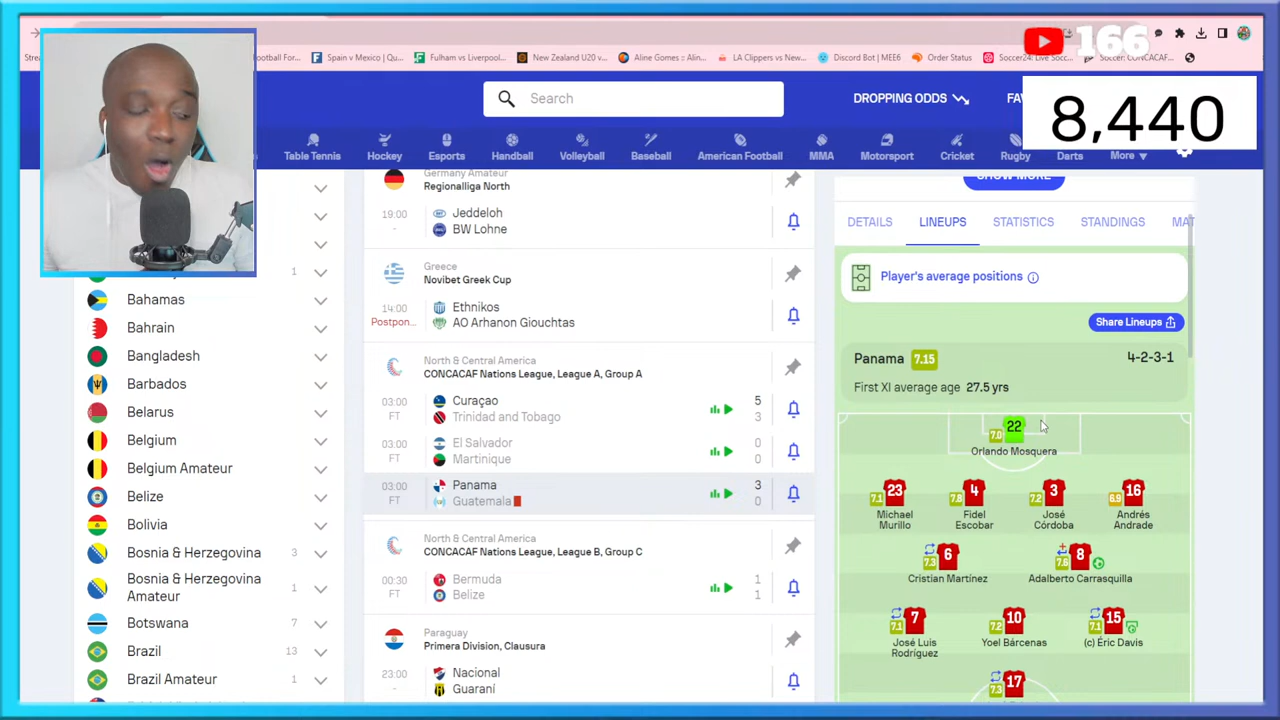 166
8,440
Football For...
Spain v Mexico | Qu...
Fulham vs Liverpool...
New Zealand U20 v...
Aline Games :: Alin...
LA Clippers vs New...
Discord Bot | MEE6
Order Status
Soccer24: Live Socc...
Soccer: CONCACAF...
Search
DROPPING ODDS
Table Tennis
Hockey
Esports
Handball
Volleyball
Baseball
American Football
MMA
Motorsport
Cricket
Rugby
Darts
More
1
Bahamas
Bahrain
Bangladesh
Barbados
Belarus
Belgium
Belgium Amateur
Belize
Bolivia
Bosnia & Herzegovina 3
Bosnia & Herzegovina
Amateur 1
Botswana 7
Brazil 13
Brazil Amateur 1
Germany Amateur
Regionalliga North
19:00 Jeddeloh
- BW Lohne
Greece
Novibet Greek Cup
14:00 Ethnikos
Postpon... AO Arhanon Giouchtas
North & Central America
CONCACAF Nations League, League A, Group A
03:00 Curaçao 5
FT Trinidad and Tobago 3
03:00 El Salvador 0
FT Martinique 0
03:00 Panama 3
FT Guatemala 0
North & Central America
CONCACAF Nations League, League B, Group C
00:30 Bermuda 1
FT Belize 1
Paraguay
Primera Division, Clausura
23:00 Nacional
- Guaraní
SHOW MORE
DETAILS
LINEUPS
STATISTICS
STANDINGS
Player's average positions
Share Lineups
Panama 7.15 4-2-3-1
First XI average age 27.5 yrs
22
7.0
Orlando Mosquera
23 4 3 16
7.1 7.8 7.2 6.9
Michael Murillo
Fidel Escobar
José Córdoba
Andrés Andrade
6 8
7.3 7.6
Cristian Martínez
Adalberto Carrasquilla
7 10 15
7.1 7.2 7.1
José Luis Rodríguez
Yoel Bárcenas
(c) Éric Davis
17
7.3